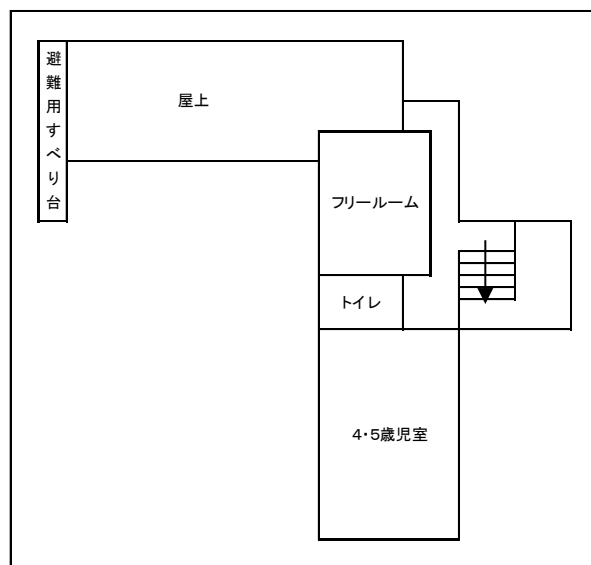 避難用すべり台
屋上
フリールーム
トイレ
4・5歳児室